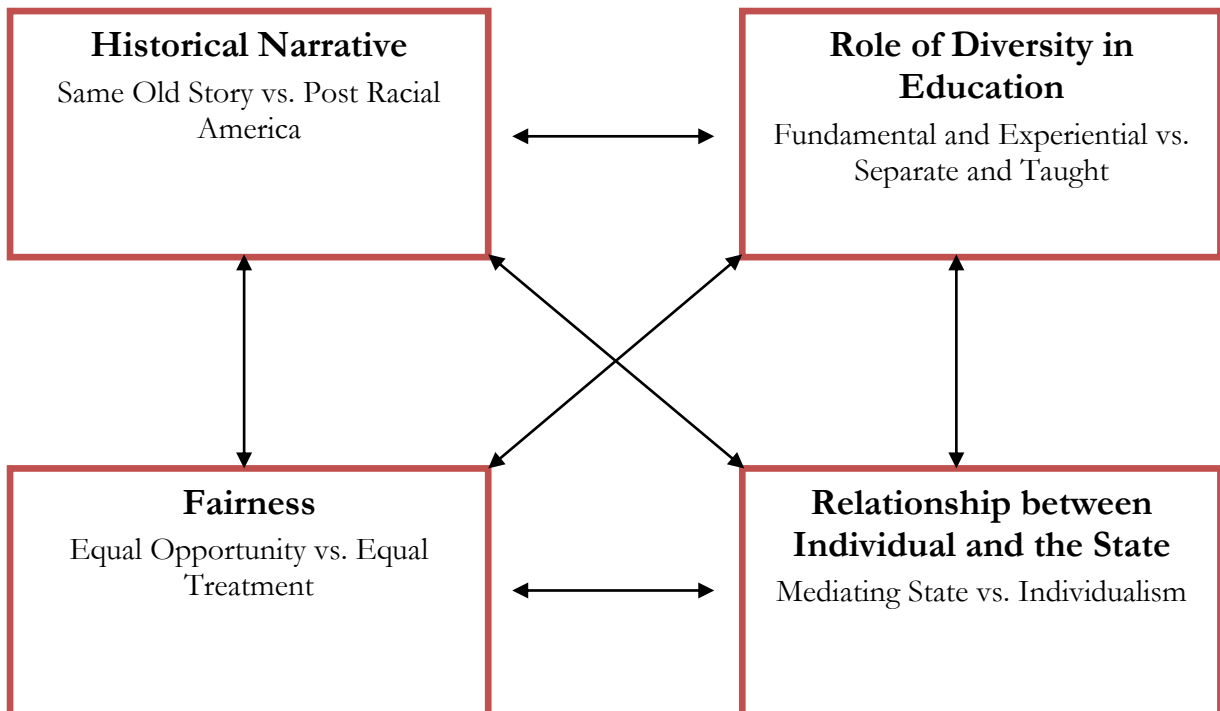 Historical Narrative
Same Old Story vs. Post Racial
America
Role of Diversity in
Education
Fundamental and Experiential vs.
Separate and Taught
Fairness
Equal Opportunity vs. Equal
Treatment
Relationship between
Individual and the State
Mediating State vs. Individualism